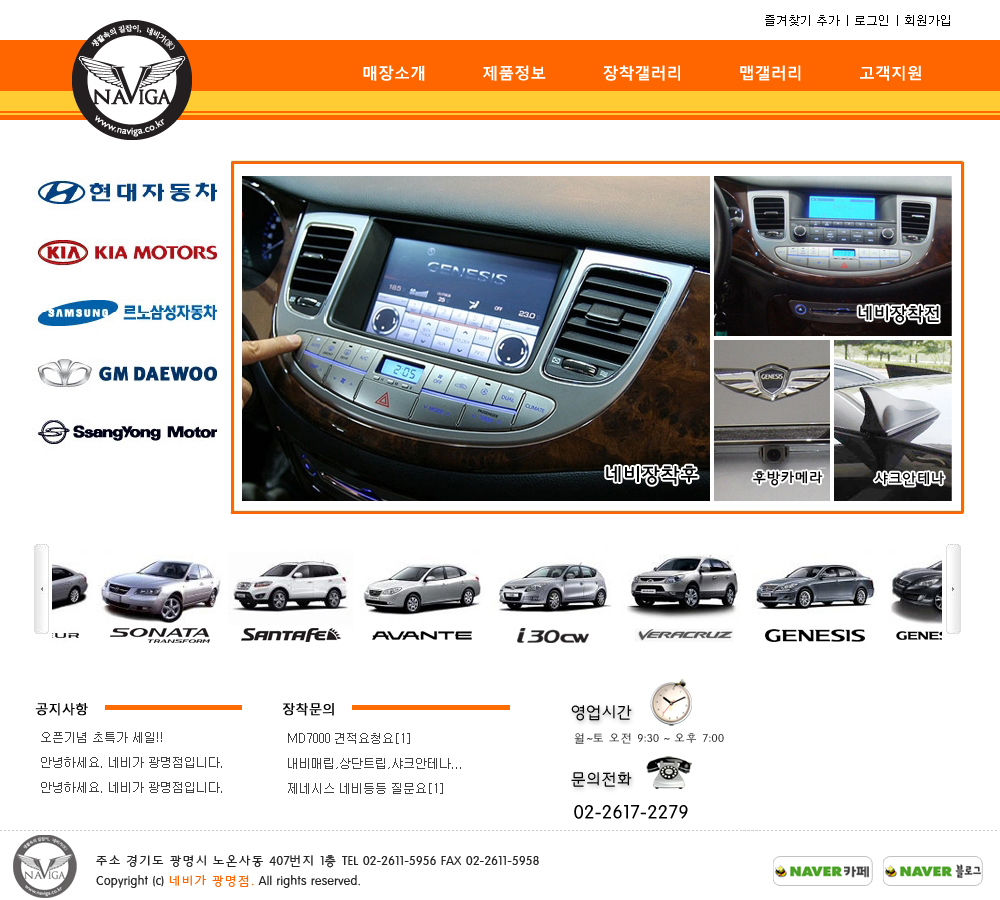 즐겨찾기 추가 | 로그인 | 회원가입
생활속의 길잡이, 네비가(家)
NAVIGA
www.naviga.co.kr
매장소개 제품정보 장착갤러리 맵갤러리 고객지원
현대자동차
KIA KIA MOTORS
SAMSUNG 르노삼성자동차
GM DAEWOO
SsangYong Motor
GENESIS
2:05
네비장착후
네비장착전
GENESIS
후방카메라
샤크안테나
SONATA
TRANSFORM
SANTAFE
AVANTE
i30cw
VERACRUZ
GENESIS
공지사항
오픈기념 초특가 세일!!
안녕하세요, 네비가 광명점입니다.
안녕하세요, 네비가 광명점입니다.
장착문의
MD7000 견적요청요[1]
내비매립,상단트립,샤크안테나...
제네시스 네비등등 질문요[1]
영업시간
월~토 오전 9:30 ~ 오후 7:00
문의전화
02-2617-2279
NAVIGA
주소 경기도 광명시 노온사동 407번지 1층 TEL 02-2611-5956 FAX 02-2611-5958
Copyright (c) 네비가 광명점. All rights reserved.
NAVER 카페
NAVER 블로그